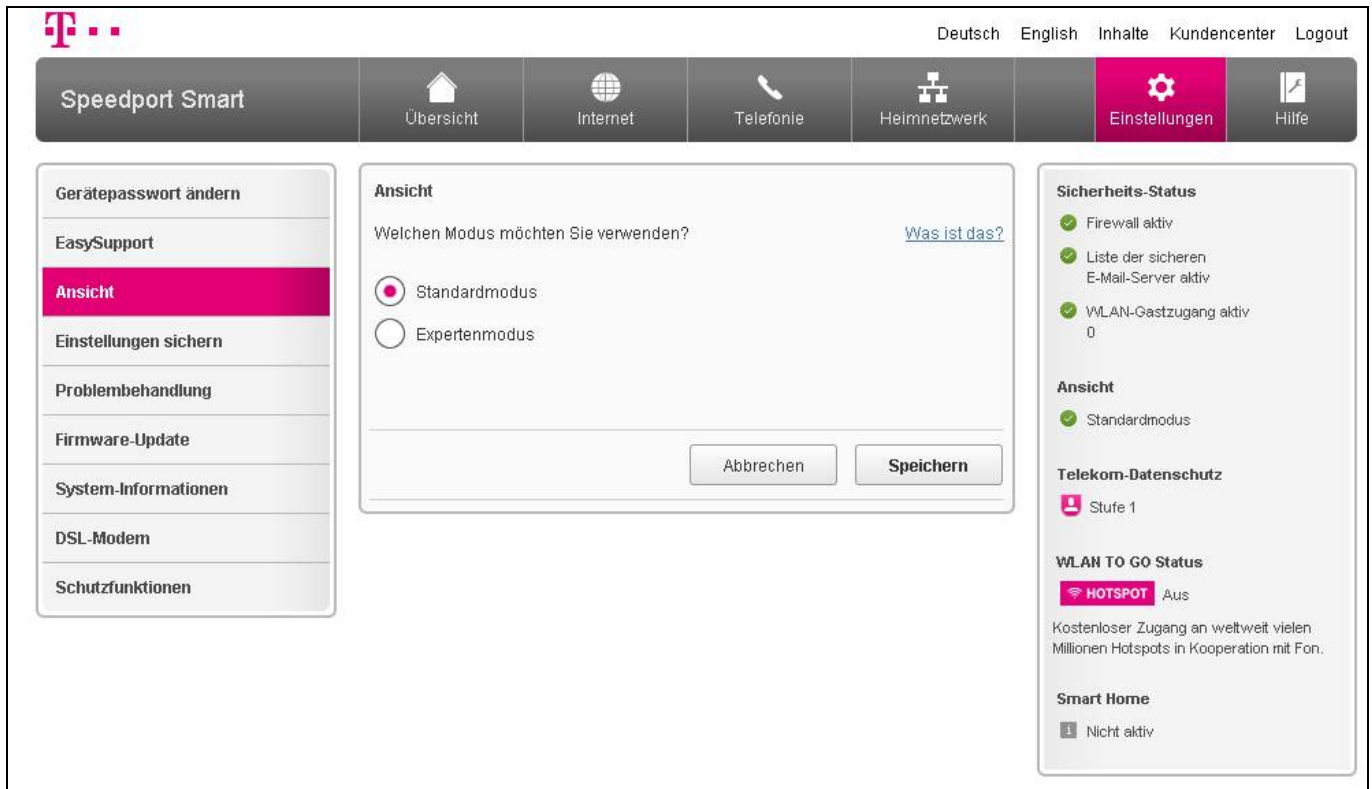 Deutsch English Inhalte Kundencenter Logout
Speedport Smart
Übersicht
Internet
Telefonie
Heimnetzwerk
Einstellungen
Hilfe
Gerätepasswort ändern
EasySupport
Ansicht
Einstellungen sichern
Problembehandlung
Firmware-Update
System-Informationen
DSL-Modem
Schutzfunktionen
Ansicht
Welchen Modus möchten Sie verwenden? Was ist das?
Standardmodus
Expertenmodus
Abbrechen Speichern
Sicherheits-Status
Firewall aktiv
Liste der sicheren
E-Mail-Server aktiv
WLAN-Gastzugang aktiv
0
Ansicht
Standardmodus
Telekom-Datenschutz
Stufe 1
WLAN TO GO Status
HOTSPOT Aus
Kostenloser Zugang an weltweit vielen
Millionen Hotspots in Kooperation mit Fon.
Smart Home
Nicht aktiv